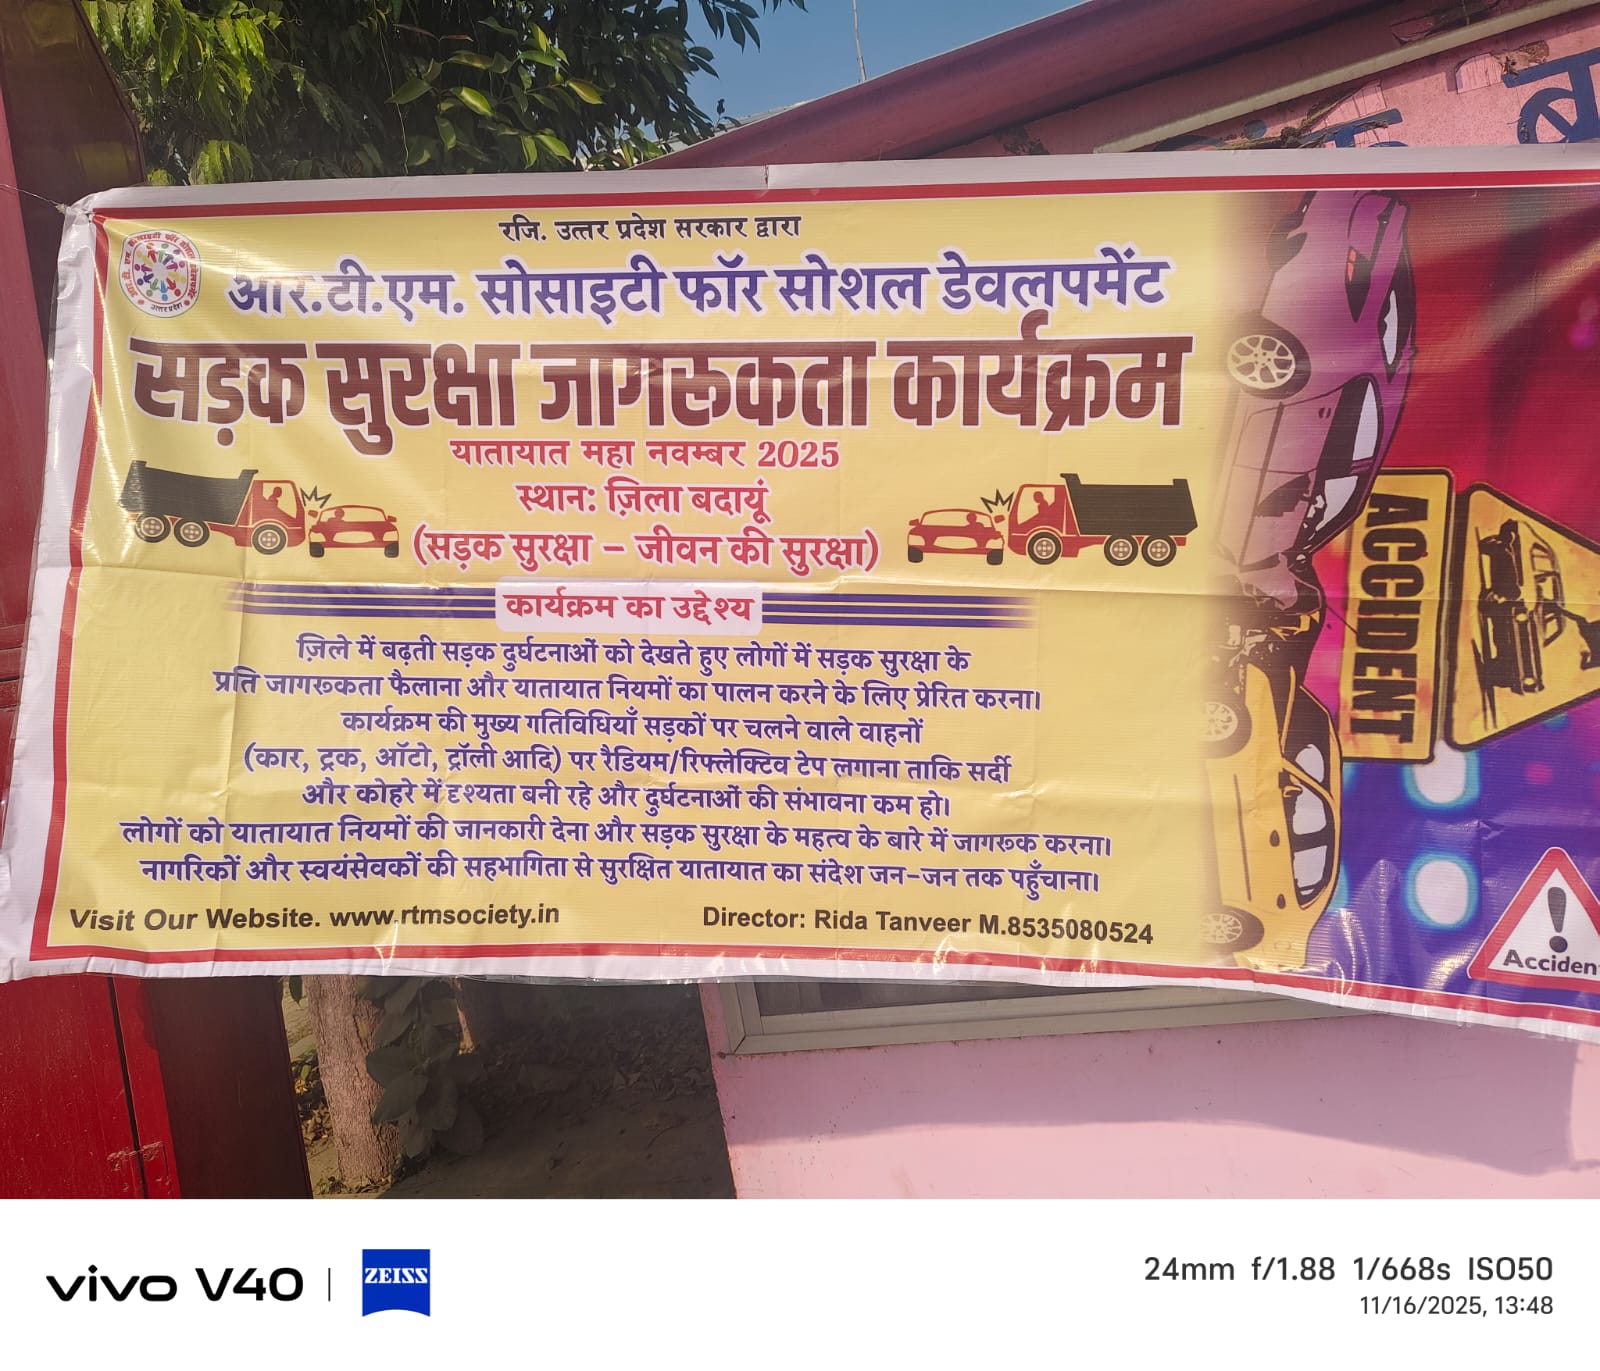 रजि. उत्तर प्रदेश सरकार द्वारा
आर.टी.एम. सोसाइटी फॉर सोशल डेवलपमेंट
सड़क सुरक्षा जागरूकता कार्यक्रम
यातायात महा नवम्बर 2025
स्थान: ज़िला बदायूं
(सड़क सुरक्षा – जीवन की सुरक्षा)
कार्यक्रम का उद्देश्य
ज़िले में बढ़ती सड़क दुर्घटनाओं को देखते हुए लोगों में सड़क सुरक्षा के
प्रति जागरूकता फैलाना और यातायात नियमों का पालन करने के लिए प्रेरित करना।
कार्यक्रम की मुख्य गतिविधियाँ सड़कों पर चलने वाले वाहनों
(कार, ट्रक, ऑटो, ट्रॉली आदि) पर रैडियम/रिफ्लेक्टिव टेप लगाना ताकि सर्दी
और कोहरे में दृश्यता बनी रहे और दुर्घटनाओं की संभावना कम हो।
लोगों को यातायात नियमों की जानकारी देना और सड़क सुरक्षा के महत्व के बारे में जागरूक करना।
नागरिकों और स्वयंसेवकों की सहभागिता से सुरक्षित यातायात का संदेश जन-जन तक पहुँचाना।
Visit Our Website. www.rtmsociety.in
Director: Rida Tanveer M.8535080524
ACCIDENT
Acciden
vivo V40
ZEISS
24mm f/1.88 1/668s ISO50
11/16/2025, 13:48